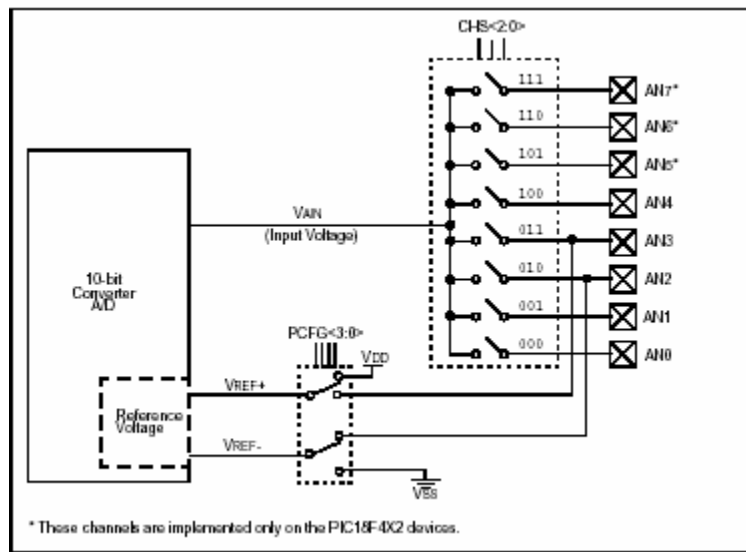 CHS<2:0>
111
AN7*
110
AN6*
101
AN5*
100
AN4
VAIN
(Input Voltage)
011
AN3
10-bit
Converter
A/D
010
AN2
001
AN1
PCFG<3:0>
000
AN0
VDD
VREF+
Reference
Voltage
VREF-
VSS
* These channels are implemented only on the PIC18F4X2 devices.